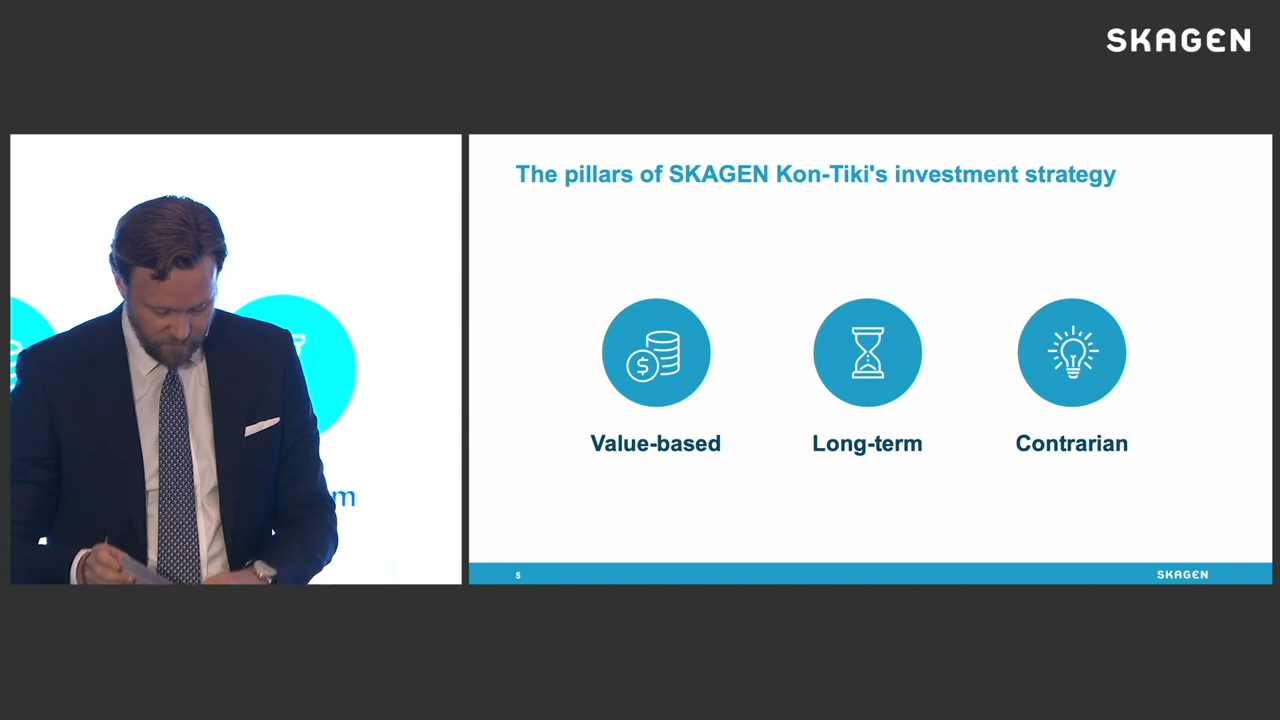 SKAGEN
The pillars of SKAGEN Kon-Tiki's investment strategy
$
Value-based
Long-term
Contrarian
m
5
SKAGEN